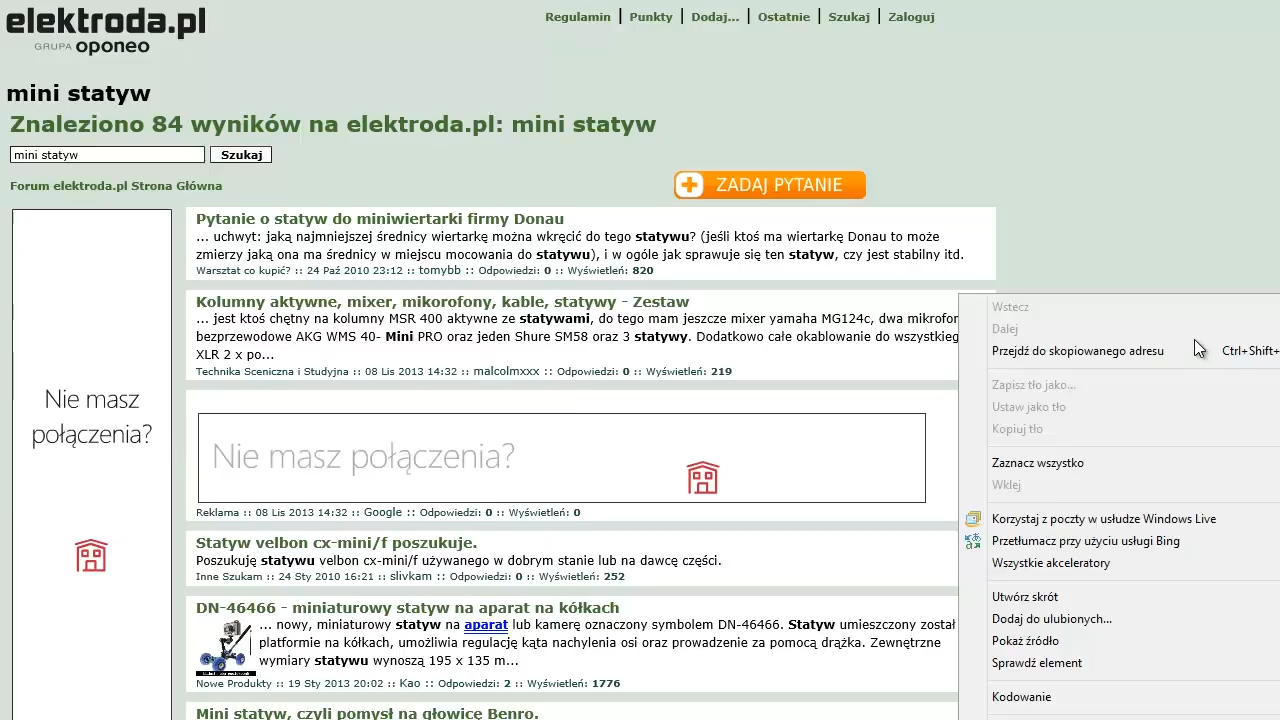 elektroda.pl
GRUPA oponeo
Regulamin | Punkty | Dodaj... | Ostatnie | Szukaj | Zaloguj
mini statyw
Znaleziono 84 wyników na elektroda.pl: mini statyw
mini statyw Szukaj
Forum elektroda.pl Strona Główna
ZADAJ PYTANIE
Nie masz
połączenia?
Pytanie o statyw do miniwiertarki firmy Donau
... uchwyt: jaką najmniejszej średnicy wiertarkę można wkręcić do tego statywu? (jeśli ktoś ma wiertarkę Donau to może
zmierzy jaką ona ma średnicy w miejscu mocowania do statywu), i w ogóle jak sprawuje się ten statyw, czy jest stabilny itd.
Warsztat co kupić? :: 24 Paź 2010 23:12 :: tomybb :: Odpowiedzi: 0 :: Wyświetleń: 820
Kolumny aktywne, mixer, mikorofony, kable, statywy - Zestaw
... jest ktoś chętny na kolumny MSR 400 aktywne ze statywami, do tego mam jeszcze mixer yamaha MG124c, dwa mikrofor
bezprzewodowe AKG WMS 40- Mini PRO oraz jeden Shure SM58 oraz 3 statywy. Dodatkowo całe okablowanie do wszystkieg
XLR 2 x po...
Technika Sceniczna i Studyjna :: 08 Lis 2013 14:32 :: malcolmxxx :: Odpowiedzi: 0 :: Wyświetleń: 219
Nie masz połączenia?
Reklama :: 08 Lis 2013 14:32 :: Google :: Odpowiedzi: 0 :: Wyświetleń: 0
Statyw velbon cx-mini/f poszukuje.
Poszukuję statywu velbon cx-mini/f używanego w dobrym stanie lub na dawcę części.
Inne Szukam :: 24 Sty 2010 16:21 :: slivkam :: Odpowiedzi: 0 :: Wyświetleń: 252
DN-46466 - miniaturowy statyw na aparat na kółkach
... nowy, miniaturowy statyw na aparat lub kamerę oznaczony symbolem DN-46466. Statyw umieszczony został
platformie na kółkach, umożliwia regulację kąta nachylenia osi oraz prowadzenie za pomocą drążka. Zewnętrzne
wymiary statywu wynoszą 195 x 135 m...
Nowe Produkty :: 19 Sty 2013 20:02 :: Kao :: Odpowiedzi: 2 :: Wyświetleń: 1776
Mini statyw, czyli pomysł na głowicę Benro.
Wstecz
Dalej
Przejdź do skopiowanego adresu Ctrl+Shift+
Zapisz tło jako...
Ustaw jako tło
Kopiuj tło
Zaznacz wszystko
Wklej
Korzystaj z poczty w usłudze Windows Live
Przetłumacz przy użyciu usługi Bing
Wszystkie akceleratory
Utwórz skrót
Dodaj do ulubionych...
Pokaż źródło
Sprawdź element
Kodowanie